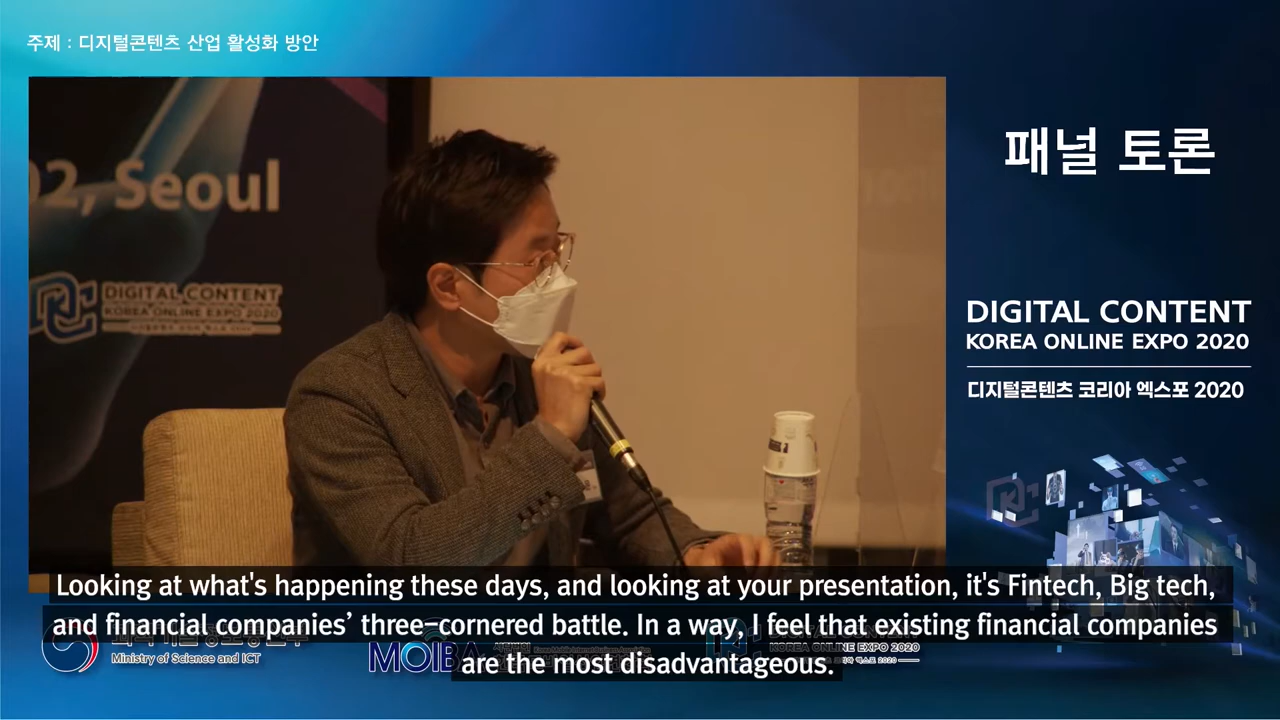 주제 : 디지털콘텐츠 산업 활성화 방안
02, Seoul
DIGITAL CONTENT
KOREA ONLINE EXPO 2020
패널 토론
DIGITAL CONTENT
KOREA ONLINE EXPO 2020
디지털콘텐츠 코리아 엑스포 2020
Looking at what's happening these days, and looking at your presentation, it's Fintech, Big tech,
and financial companies’ three-cornered battle. In a way, I feel that existing financial companies
are the most disadvantageous.
Ministry of Science and ICT
MOIBA
KOREA ONLINE EXPO 2020